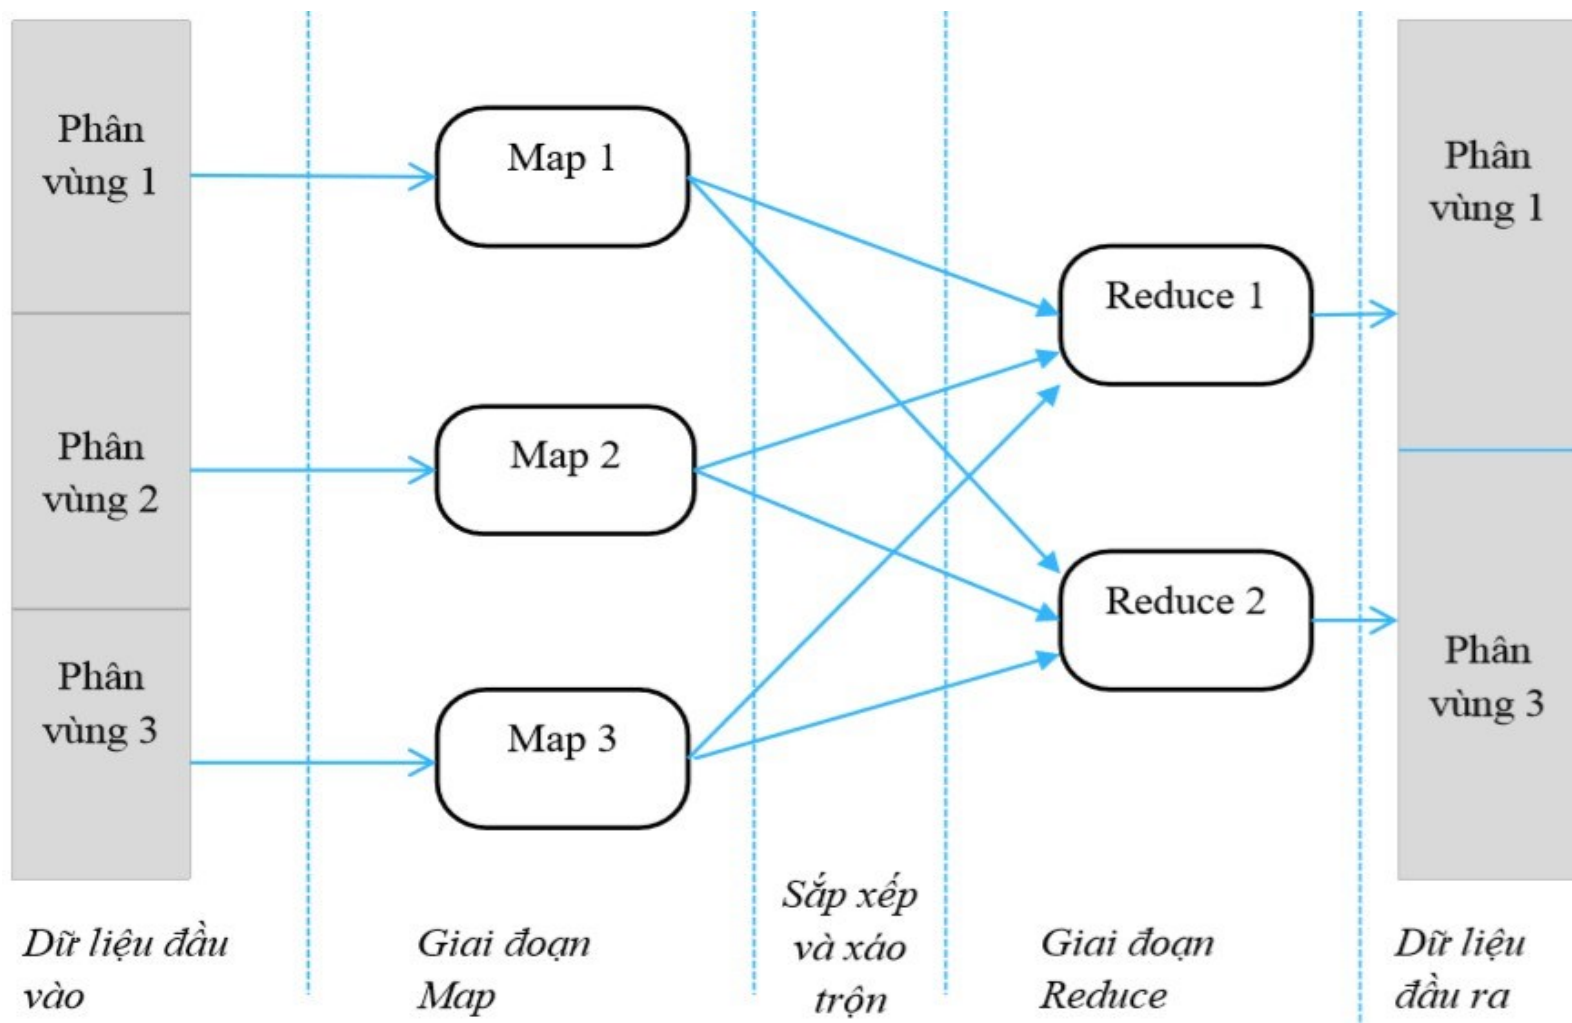 Phân
vùng 1
Phân
vùng 2
Phân
vùng 3
Map 1
Map 2
Map 3
Reduce 1
Reduce 2
Phân
vùng 1
Phân
vùng 3
Dữ liệu đầu
vào
Giai đoạn
Map
Sắp xếp
và xáo
trộn
Giai đoạn
Reduce
Dữ liệu
đầu ra